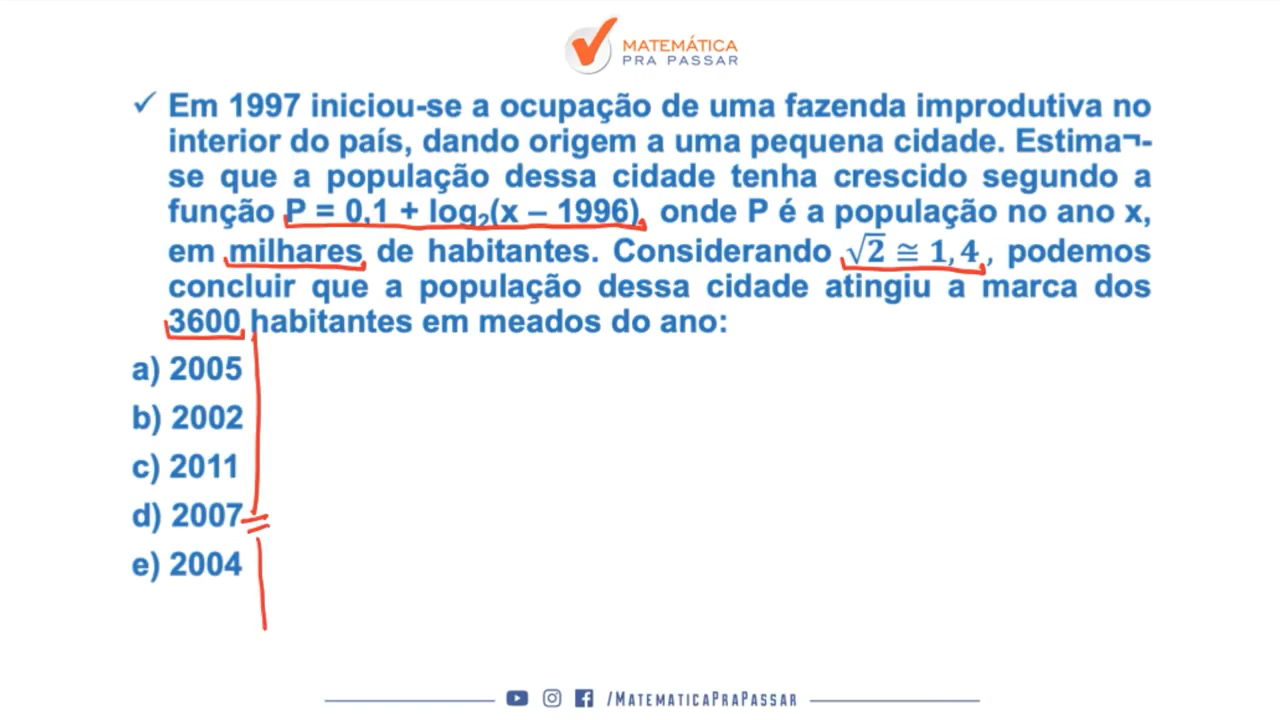 MATEMÁTICA
PRA PASSAR
✓ Em 1997 iniciou-se a ocupação de uma fazenda improdutiva no
interior do país, dando origem a uma pequena cidade. Estima¬-
se que a população dessa cidade tenha crescido segundo a
função P = 0,1 + log₂(x – 1996), onde P é a população no ano x,
em milhares de habitantes. Considerando √2 ≅ 1,4, podemos
concluir que a população dessa cidade atingiu a marca dos
3600 habitantes em meados do ano:
a) 2005
b) 2002
c) 2011
d) 2007
e) 2004
/MATEMATICAPRAPASSAR